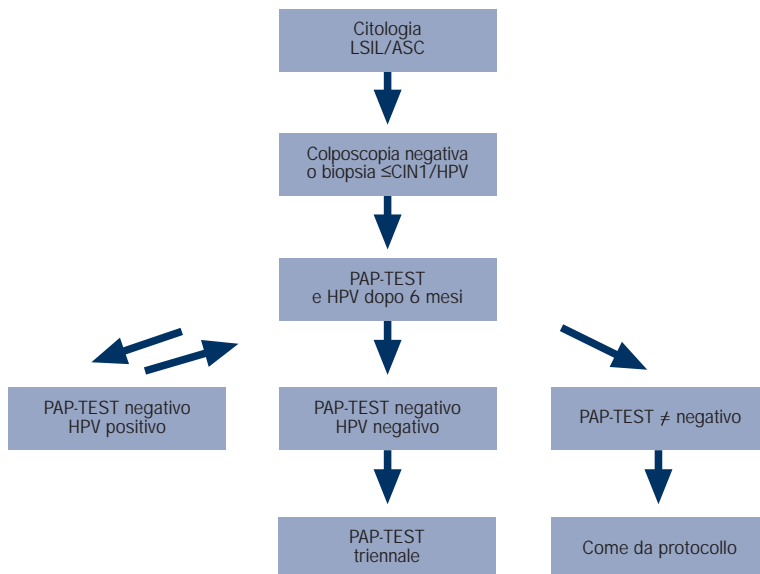 Citologia
LSIL/ASC
Colposcopia negativa
o biopsia ≤CIN1/HPV
PAP-TEST
e HPV dopo 6 mesi
PAP-TEST negativo
HPV positivo
PAP-TEST negativo
HPV negativo
PAP-TEST ≠ negativo
PAP-TEST
triennale
Come da protocollo